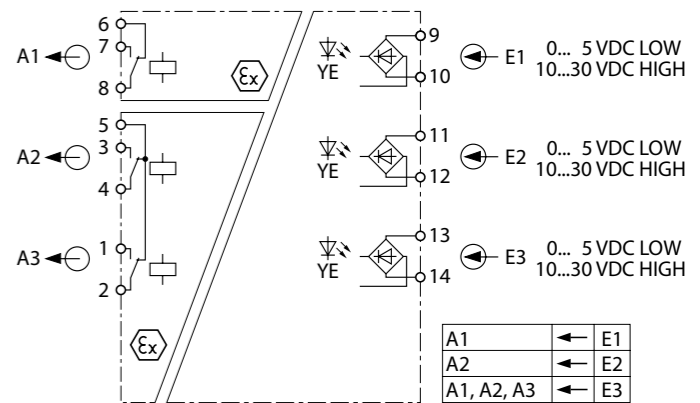 6
7
A1
8
Ex
5
3
A2
4
1
A3
2
Ex
YE
9
10
E1
0... 5 VDC LOW
10...30 VDC HIGH
YE
11
12
E2
0... 5 VDC LOW
10...30 VDC HIGH
YE
13
14
E3
0... 5 VDC LOW
10...30 VDC HIGH
A1 ← E1
A2 ← E2
A1, A2, A3 ← E3